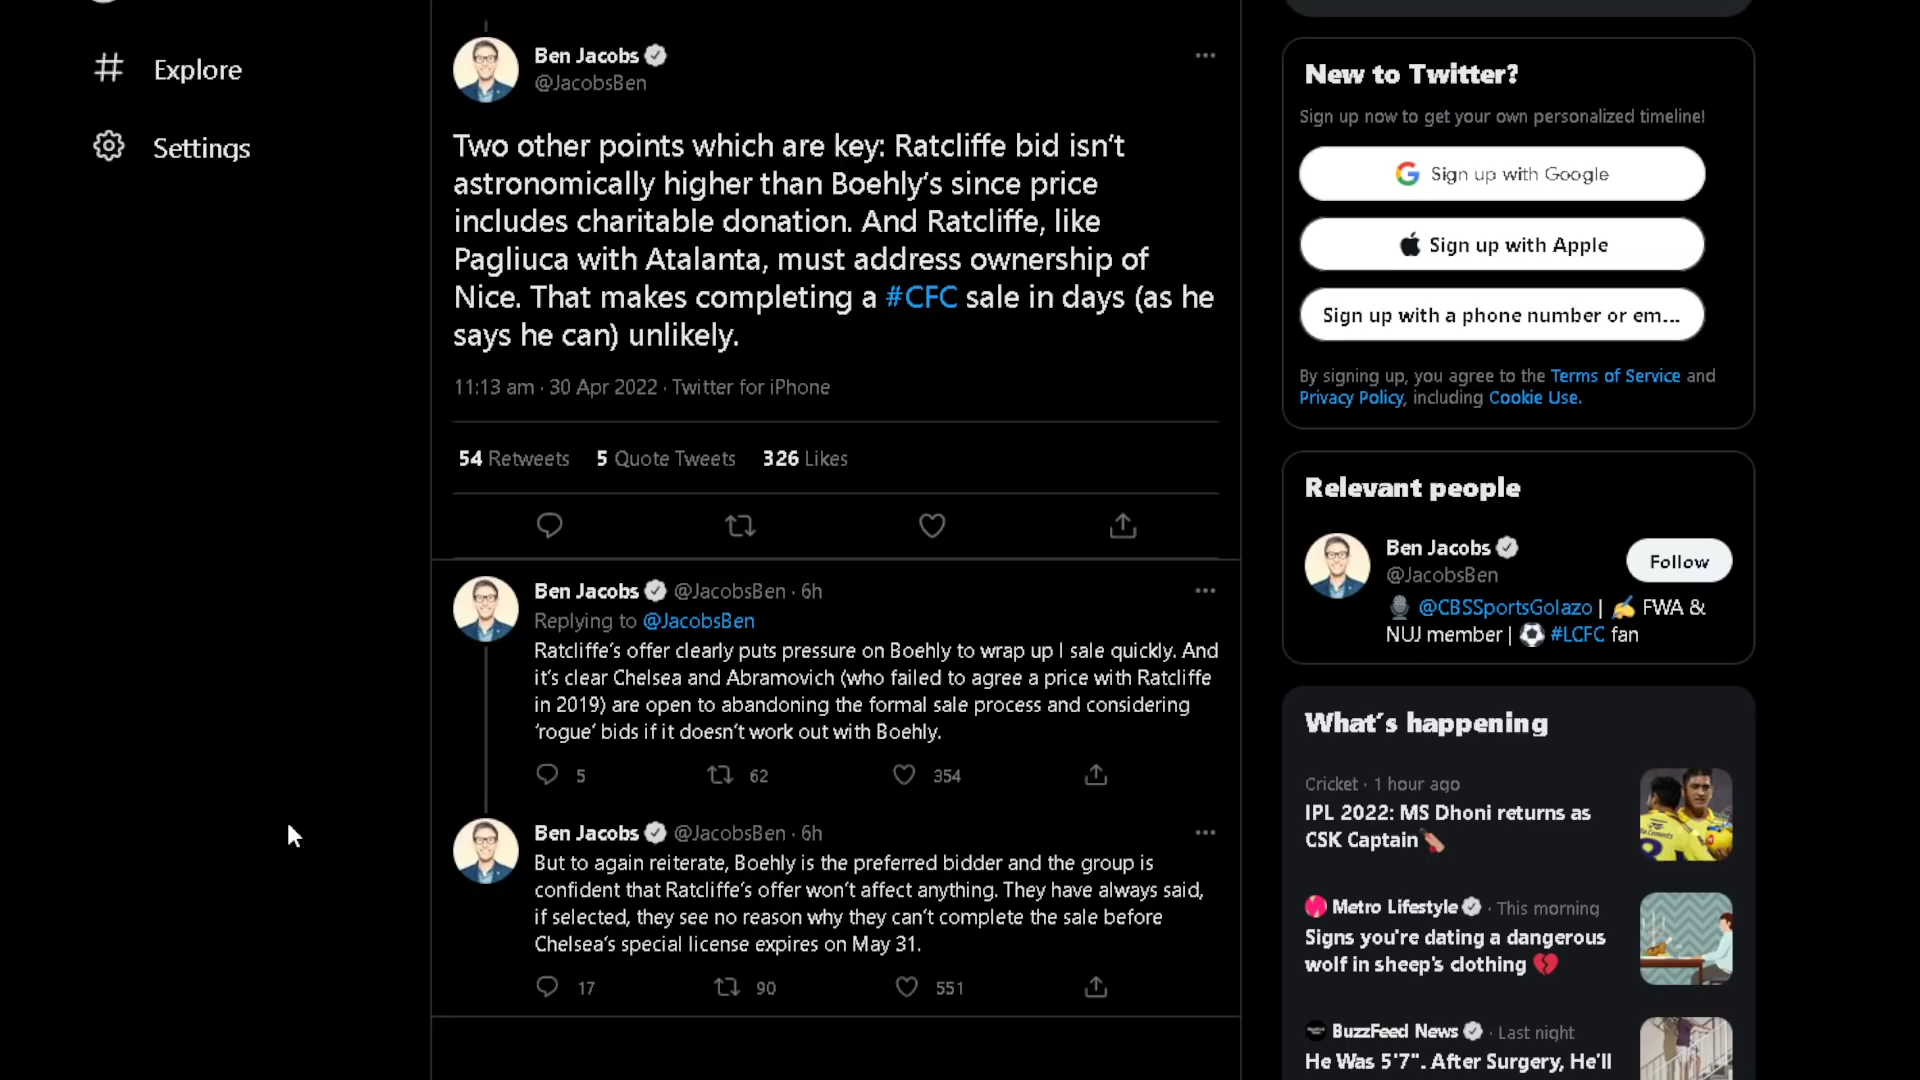 Explore
Settings
Ben Jacobs
@JacobsBen
Two other points which are key: Ratcliffe bid isn't
astronomically higher than Boehly's since price
includes charitable donation. And Ratcliffe, like
Pagliuca with Atalanta, must address ownership of
Nice. That makes completing a #CFC sale in days (as he
says he can) unlikely.
11:13 am · 30 Apr 2022 · Twitter for iPhone
54 Retweets 5 Quote Tweets 326 Likes
Ben Jacobs @JacobsBen · 6h
Replying to @JacobsBen
Ratcliffe's offer clearly puts pressure on Boehly to wrap up I sale quickly. And
it's clear Chelsea and Abramovich (who failed to agree a price with Ratcliffe
in 2019) are open to abandoning the formal sale process and considering
'rogue' bids if it doesn't work out with Boehly.
5 62 354
Ben Jacobs @JacobsBen · 6h
But to again reiterate, Boehly is the preferred bidder and the group is
confident that Ratcliffe's offer won't affect anything. They have always said,
if selected, they see no reason why they can't complete the sale before
Chelsea's special license expires on May 31.
17 90 551
New to Twitter?
Sign up now to get your own personalized timeline!
Sign up with Google
Sign up with Apple
Sign up with a phone number or em...
By signing up, you agree to the Terms of Service and
Privacy Policy, including Cookie Use.
Relevant people
Ben Jacobs
@JacobsBen
Follow
@CBSSportsGolazo | FWA &
NUJ member | #LCFC fan
What's happening
Cricket · 1 hour ago
IPL 2022: MS Dhoni returns as
CSK Captain
Metro Lifestyle · This morning
Signs you're dating a dangerous
wolf in sheep's clothing
BuzzFeed News · Last night
He Was 5'7". After Surgery, He'll